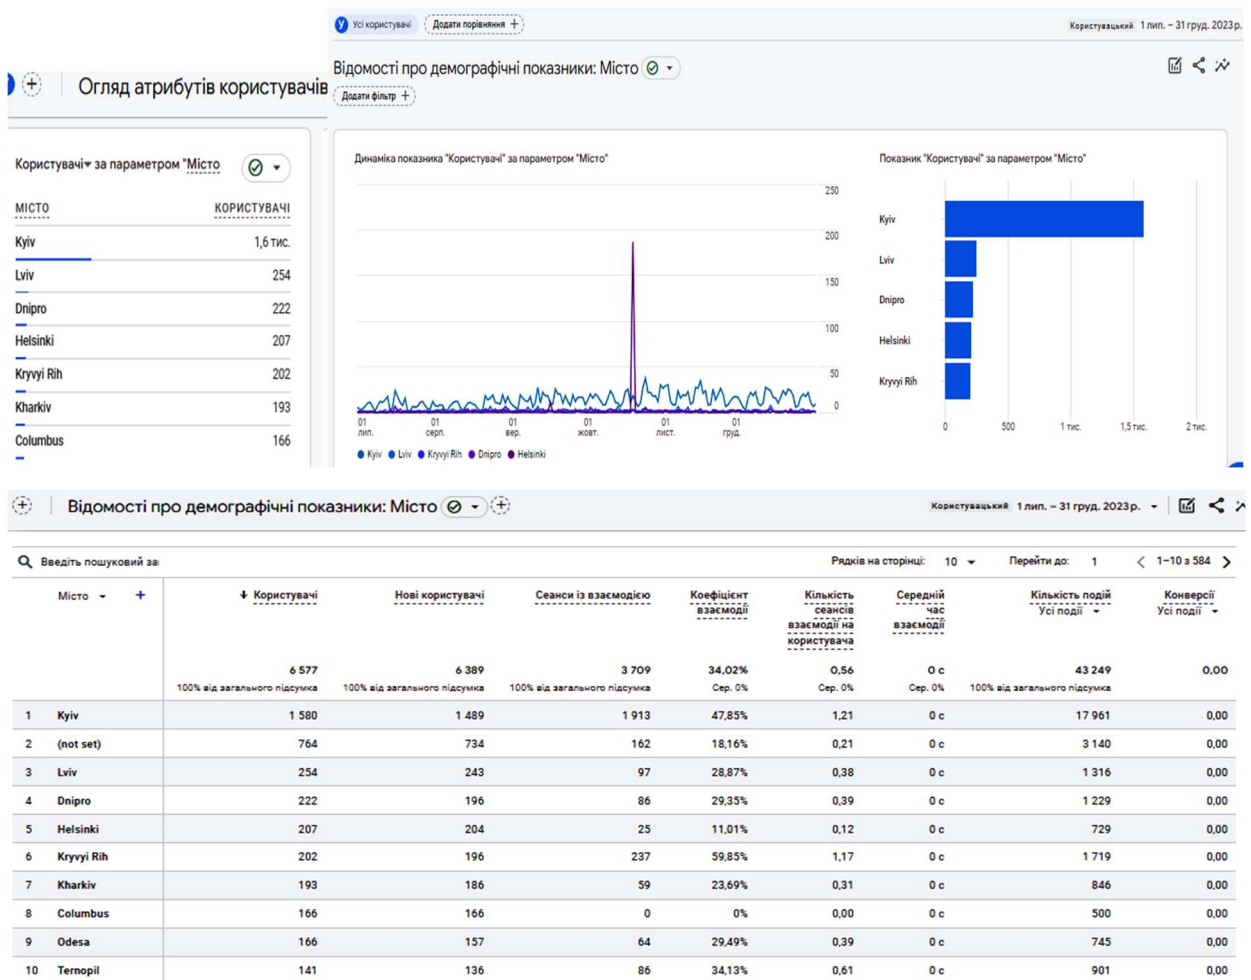 У Усі користувачі Додати порівняння +
Користувацький 1 лип. – 31 груд. 2023 р.
Відомості про демографічні показники: Місто
Додати фільтр +
Огляд атрибутів користувачів
Користувачі за параметром "Місто
МІСТО КОРИСТУВАЧІ
Kyiv 1,6 тис.
Lviv 254
Dnipro 222
Helsinki 207
Kryvyi Rih 202
Kharkiv 193
Columbus 166
Динаміка показника "Користувачі" за параметром "Місто"
250
200
150
100
50
0
01 01 01 01 01 01
лип. серп. вер. жовт. лист. груд.
Kyiv Lviv Kryvyi Rih Dnipro Helsinki
Показник "Користувачі" за параметром "Місто"
Kyiv
Lviv
Dnipro
Helsinki
Kryvyi Rih
0 500 1 тис. 1,5 тис. 2 тис.
Відомості про демографічні показники: Місто
Користувацький 1 лип. – 31 груд. 2023 р.
Введіть пошуковий за
Рядків на сторінці: 10 Перейти до: 1 < 1–10 з 584 >
Місто + ↓ Користувачі Нові користувачі Сеанси із взаємодією Коефіцієнт Кількість Середній Кількість подій Конверсії
взаємодії сеансів час Усі події Усі події
взаємодії на взаємодії
користувача
6 577 6 389 3 709 34,02% 0,56 0 с 43 249 0,00
100% від загального підсумка 100% від загального підсумка 100% від загального підсумка Сер. 0% Сер. 0% Сер. 0% 100% від загального підсумка
1 Kyiv 1 580 1 489 1 913 47,85% 1,21 0 с 17 961 0,00
2 (not set) 764 734 162 18,16% 0,21 0 с 3 140 0,00
3 Lviv 254 243 97 28,87% 0,38 0 с 1 316 0,00
4 Dnipro 222 196 86 29,35% 0,39 0 с 1 229 0,00
5 Helsinki 207 204 25 11,01% 0,12 0 с 729 0,00
6 Kryvyi Rih 202 196 237 59,85% 1,17 0 с 1 719 0,00
7 Kharkiv 193 186 59 23,69% 0,31 0 с 846 0,00
8 Columbus 166 166 0 0% 0,00 0 с 500 0,00
9 Odesa 166 157 64 29,49% 0,39 0 с 745 0,00
10 Ternopil 141 136 86 34,13% 0,61 0 с 901 0,00